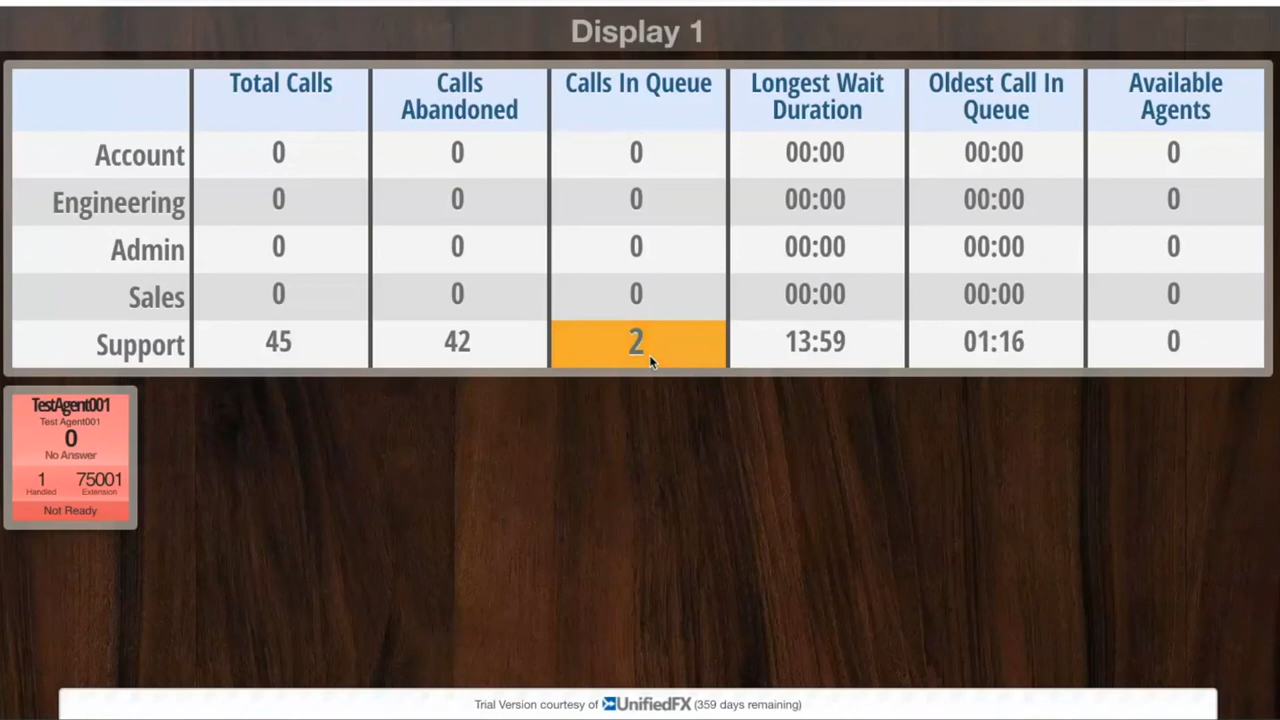 Display 1
Total Calls Calls Abandoned Calls In Queue Longest Wait Duration Oldest Call In Queue Available Agents
Account 0 0 0 00:00 00:00 0
Engineering 0 0 0 00:00 00:00 0
Admin 0 0 0 00:00 00:00 0
Sales 0 0 0 00:00 00:00 0
Support 45 42 2 13:59 01:16 0
TestAgent001
Test Agent001
0
No Answer
1 75001
Handled Extension
Not Ready
Trial Version courtesy of UnifiedFX (359 days remaining)